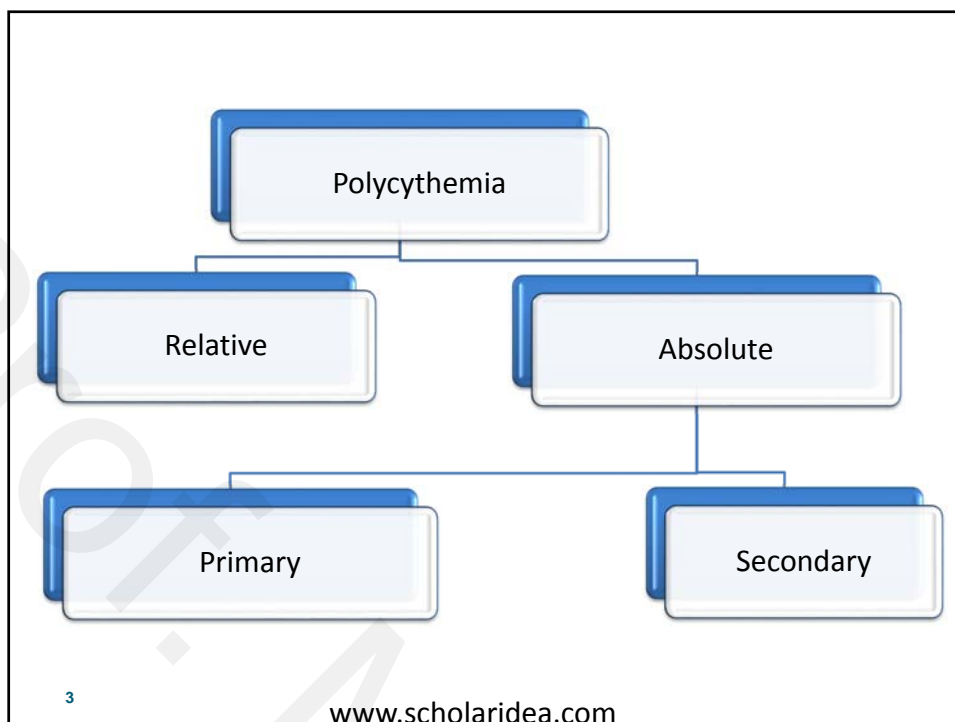 Polycythemia
Relative
Absolute
Primary
Secondary
3
www.scholaridea.com